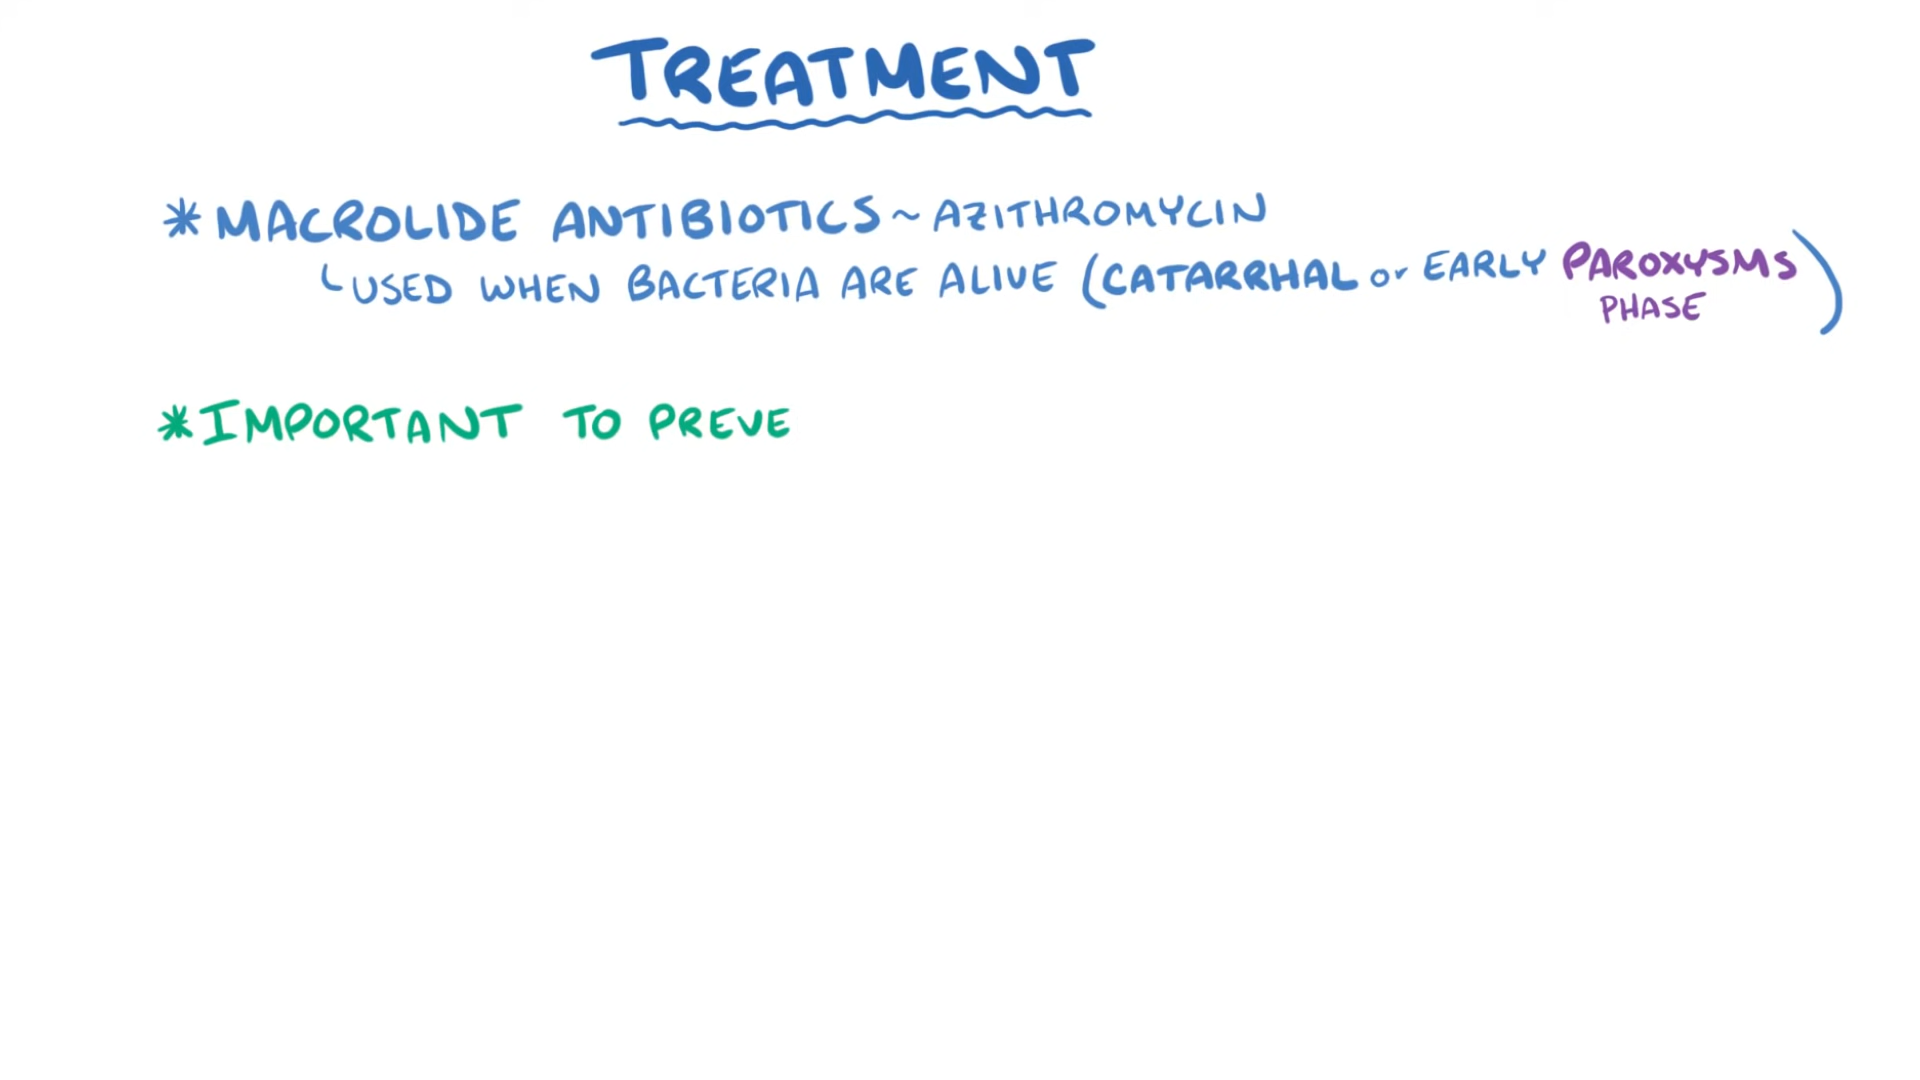 TREATMENT
* MACROLIDE ANTIBIOTICS ~ AZITHROMYCIN
USED WHEN BACTERIA ARE ALIVE (CATARRHAL or EARLY PAROXYSMS
PHASE)
* IMPORTANT TO PREVE